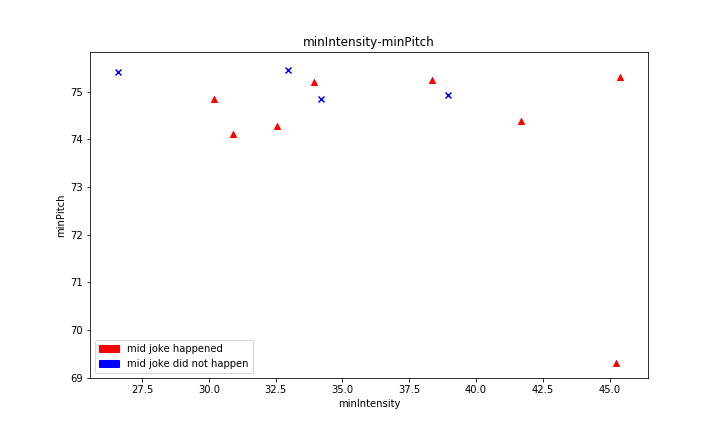 minIntensity-minPitch
minPitch
75
74
73
72
71
70
69
mid joke happened
mid joke did not happen
27.5 30.0 32.5 35.0 37.5 40.0 42.5 45.0
minIntensity